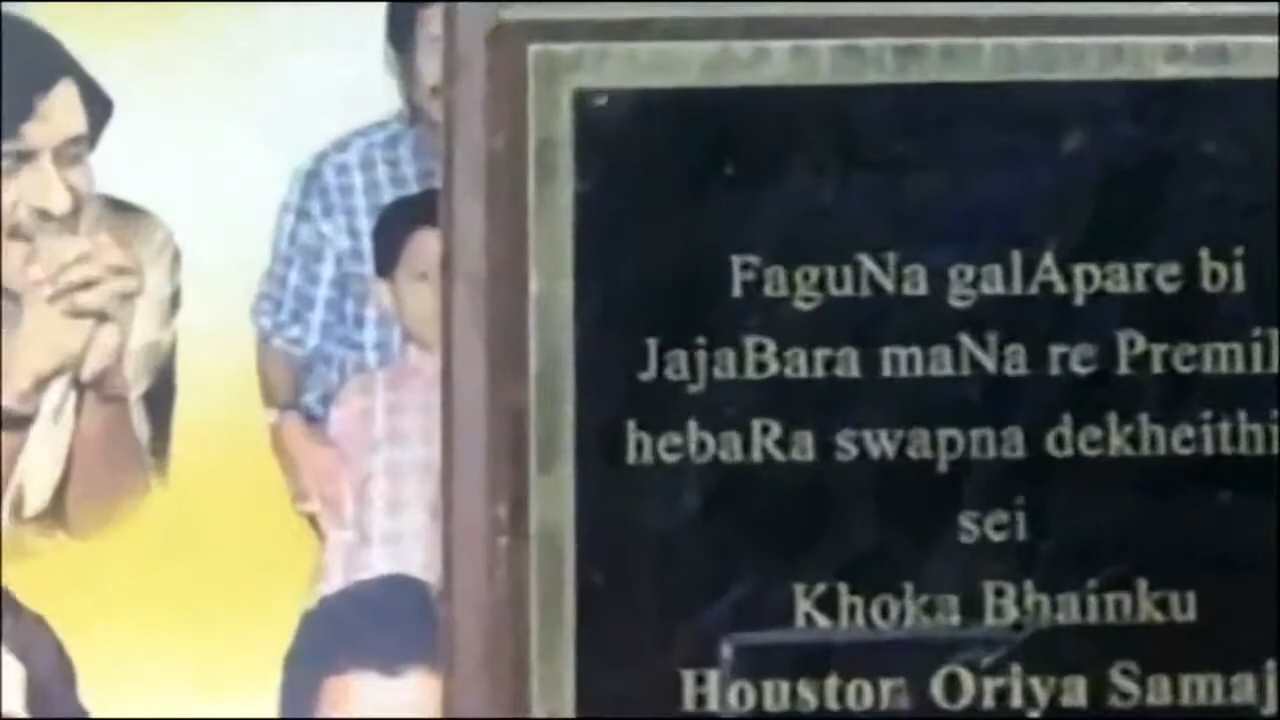 FaguNa galApare bi
JajaBara maNa re Premil
hebaRa swapna dekheithi
sei
Khoka Bhainku
Houston Oriya Samaj